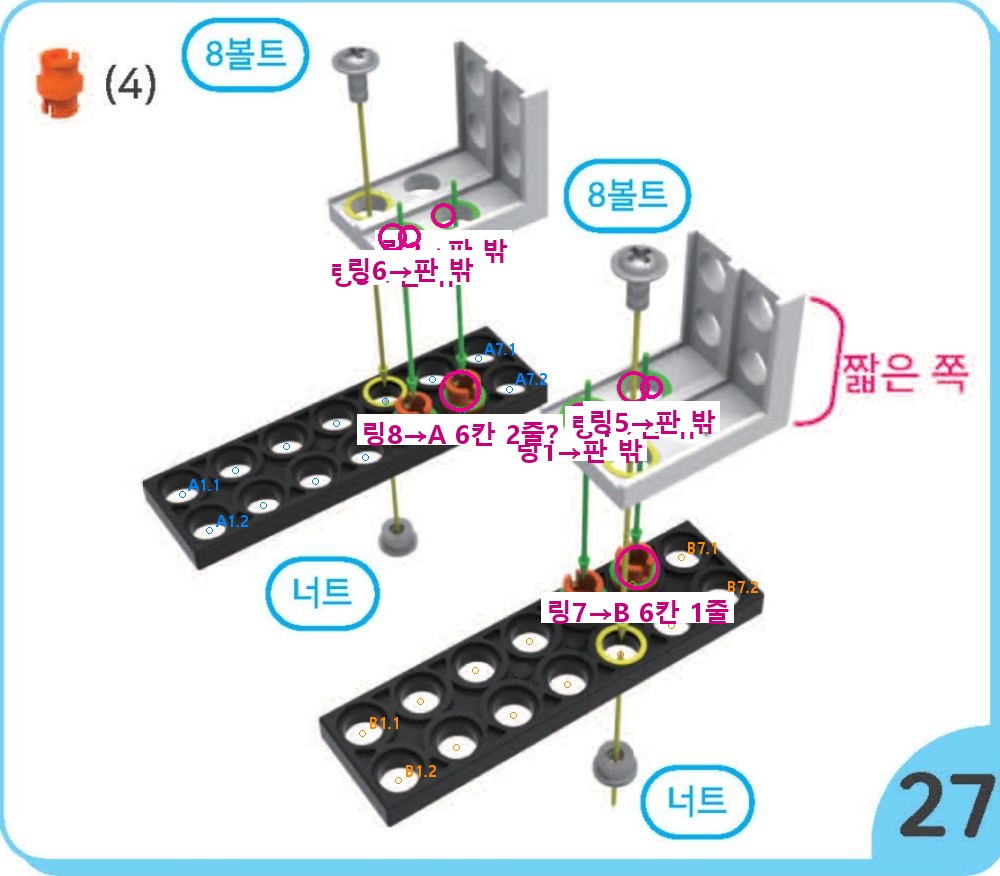 (4)
8볼트
8볼트
판 밖
링6→판 밖
짧은 쪽
A7.1
A7.2
링8→A 6칸 2줄?
링5→판 밖
링1→판 밖
A1.1
A1.2
B7.1
B7.2
너트
링7→B 6칸 1줄
B1.1
B1.2
너트
27